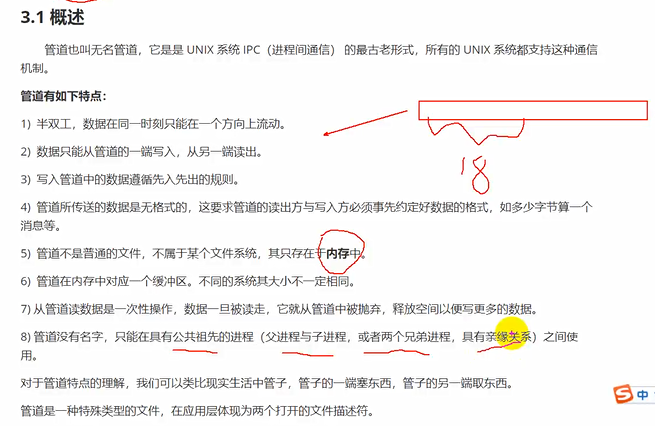 3.1 概述
管道也叫无名管道，它是是 UNIX 系统 IPC（进程间通信） 的最古老形式，所有的 UNIX 系统都支持这种通信
机制。
管道有如下特点：
1) 半双工，数据在同一时刻只能在一个方向上流动。
2) 数据只能从管道的一端写入，从另一端读出。
3) 写入管道中的数据遵循先入先出的规则。
18
4) 管道所传送的数据是无格式的，这要求管道的读出方与写入方必须事先约定好数据的格式，如多少字节算一个
消息等。
5) 管道不是普通的文件，不属于某个文件系统，其只存在于内存中。
6) 管道在内存中对应一个缓冲区。不同的系统其大小不一定相同。
7) 从管道读数据是一次性操作，数据一旦被读走，它就从管道中被抛弃，释放空间以便写更多的数据。
8) 管道没有名字，只能在具有公共祖先的进程（父进程与子进程，或者两个兄弟进程，具有亲缘关系）之间使
用。
对于管道特点的理解，我们可以类比现实生活中管子，管子的一端塞东西，管子的另一端取东西。
S 中
管道是一种特殊类型的文件，在应用层体现为两个打开的文件描述符。